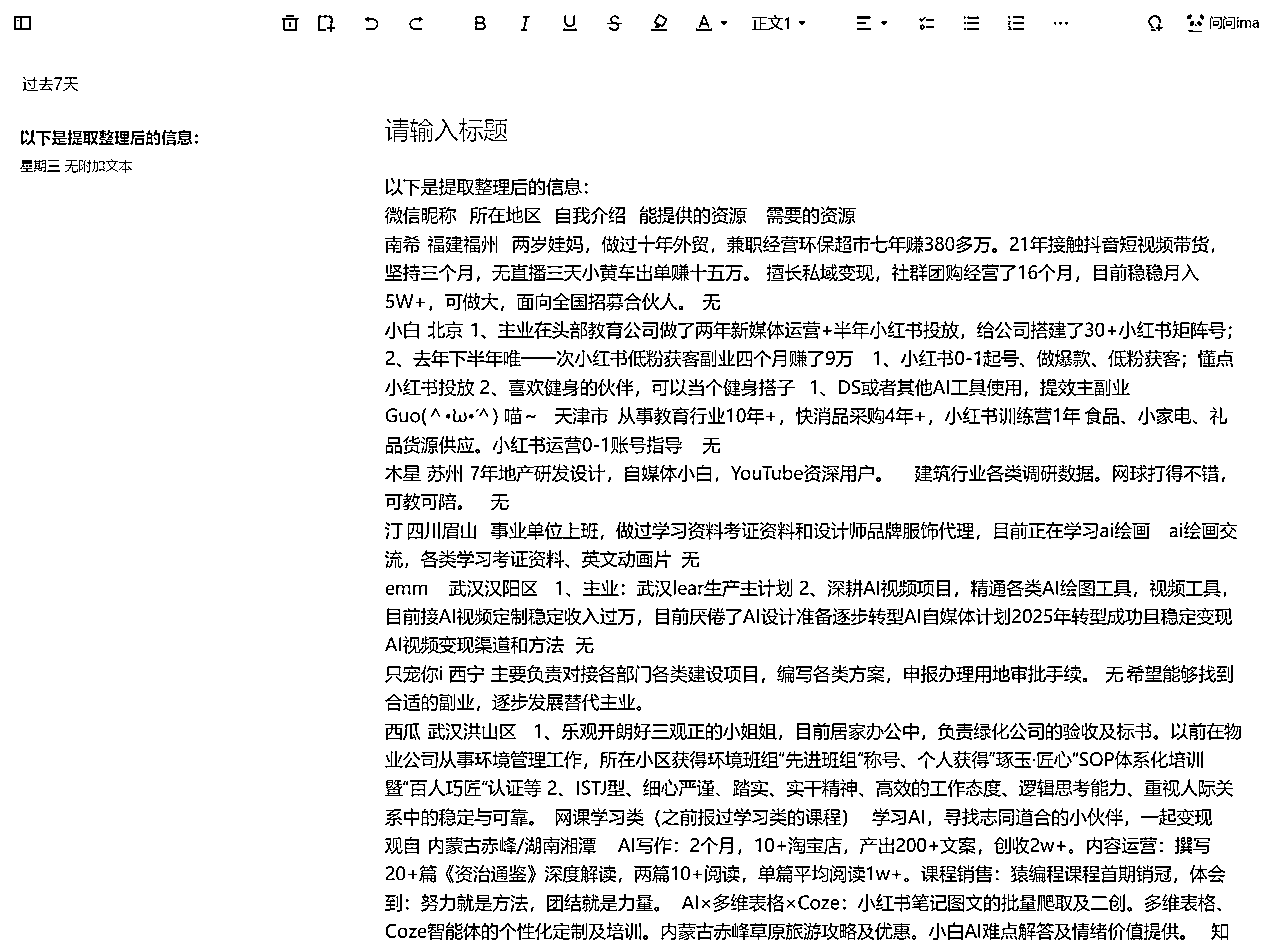 B I U S A 正文1 ··· 问问ima
过去7天
以下是提取整理后的信息：
星期三 无附加文本
请输入标题
以下是提取整理后的信息：
微信昵称 所在地区 自我介绍 能提供的资源 需要的资源
南希 福建福州 两岁娃妈，做过十年外贸，兼职经营环保超市七年赚380多万。21年接触抖音短视频带货，
坚持三个月，无直播三天小黄车出单赚十五万。 擅长私域变现，社群团购经营了16个月，目前稳稳月入
5W+，可做大，面向全国招募合伙人。 无
小白 北京 1、主业在头部教育公司做了两年新媒体运营+半年小红书投放，给公司搭建了30+小红书矩阵号；
2、去年下半年唯一一次小红书低粉获客副业四个月赚了9万 1、小红书0-1起号、做爆款、低粉获客；懂点
小红书投放 2、喜欢健身的伙伴，可以当个健身搭子 1、DS或者其他AI工具使用，提效主副业
Guo(^•ω•´^) 喵～ 天津市 从事教育行业10年+，快消品采购4年+，小红书训练营1年 食品、小家电、礼
品货源供应。小红书运营0-1账号指导 无
木星 苏州 7年地产研发设计，自媒体小白，YouTube资深用户。 建筑行业各类调研数据。网球打得不错，
可教可陪。 无
汀 四川眉山 事业单位上班，做过学习资料考证资料和设计师品牌服饰代理，目前正在学习ai绘画 ai绘画交
流，各类学习考证资料、英文动画片 无
emm 武汉汉阳区 1、主业：武汉lear生产主计划 2、深耕AI视频项目，精通各类AI绘图工具，视频工具，
目前接AI视频定制稳定收入过万，目前厌倦了AI设计准备逐步转型AI自媒体计划2025年转型成功且稳定变现
AI视频变现渠道和方法 无
只宠你i 西宁 主要负责对接各部门各类建设项目，编写各类方案，申报办理用地审批手续。 无 希望能够找到
合适的副业，逐步发展替代主业。
西瓜 武汉洪山区 1、乐观开朗好三观正的小姐姐，目前居家办公中，负责绿化公司的验收及标书。以前在物
业公司从事环境管理工作，所在小区获得环境班组“先进班组”称号、个人获得“琢玉·匠心”SOP体系化培训
暨“百人巧匠”认证等 2、ISTJ型、细心严谨、踏实、实干精神、高效的工作态度、逻辑思考能力、重视人际关
系中的稳定与可靠。 网课学习类（之前报过学习类的课程） 学习AI，寻找志同道合的小伙伴，一起变现
观自 内蒙古赤峰/湖南湘潭 AI写作：2个月，10+淘宝店，产出200+文案，创收2w+。内容运营：撰写
20+篇《资治通鉴》深度解读，两篇10+阅读，单篇平均阅读1w+。课程销售：猿编程课程首期销冠，体会
到：努力就是方法，团结就是力量。 AI×多维表格×Coze：小红书笔记图文的批量爬取及二创。多维表格、
Coze智能体的个性化定制及培训。内蒙古赤峰草原旅游攻略及优惠。小白AI难点解答及情绪价值提供。 知